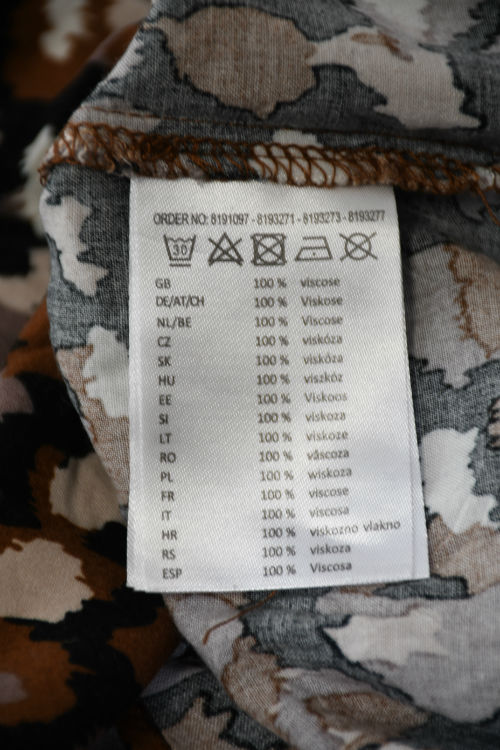 ORDER NO: 8191097 - 8193271 - 8193273 - 8193277
30
GB 100 % viscose
DE/AT/CH 100 % Viskose
NL/BE 100 % Viscose
CZ 100 % viskóza
SK 100 % viskóza
HU 100 % viszkóz
EE 100 % Viskoos
SI 100 % viskoza
LT 100 % viskoze
RO 100 % vâscoza
PL 100 % wiskoza
FR 100 % viscose
IT 100 % viscosa
HR 100 % viskozno vlakno
RS 100 % viskoza
ESP 100 % Viscosa